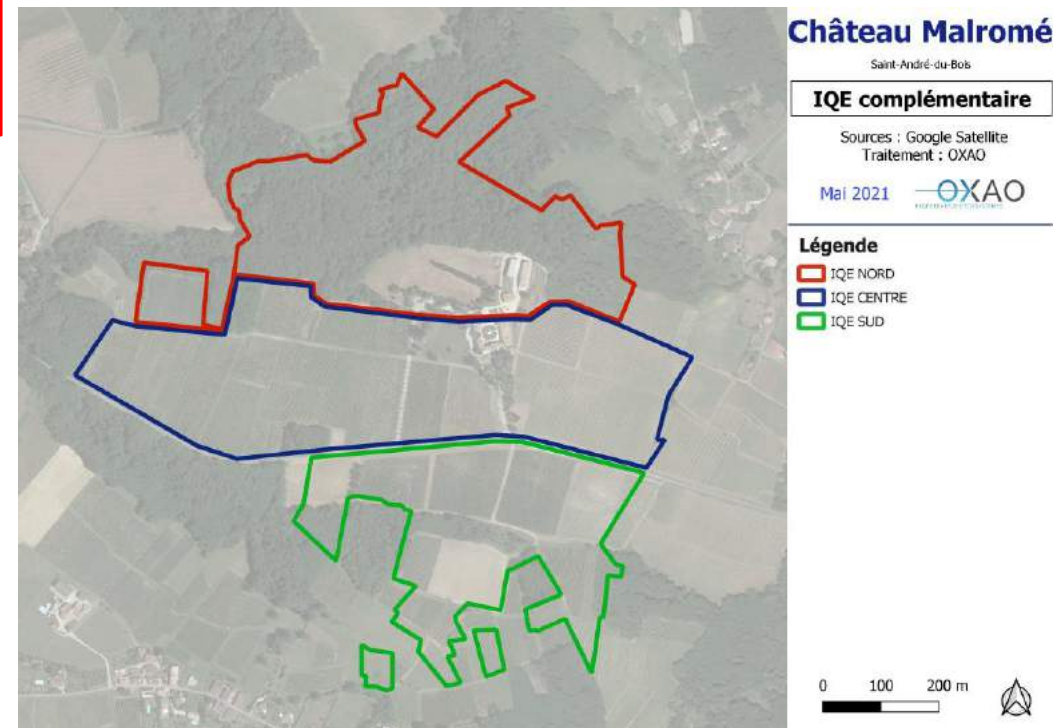 Château Malromé
Saint-André-du-Bois
IQE complémentaire
Sources : Google Satellite
Traitement : OXAO
Mai 2021
OXAO
Légende
IQE NORD
IQE CENTRE
IQE SUD
0 100 200 m